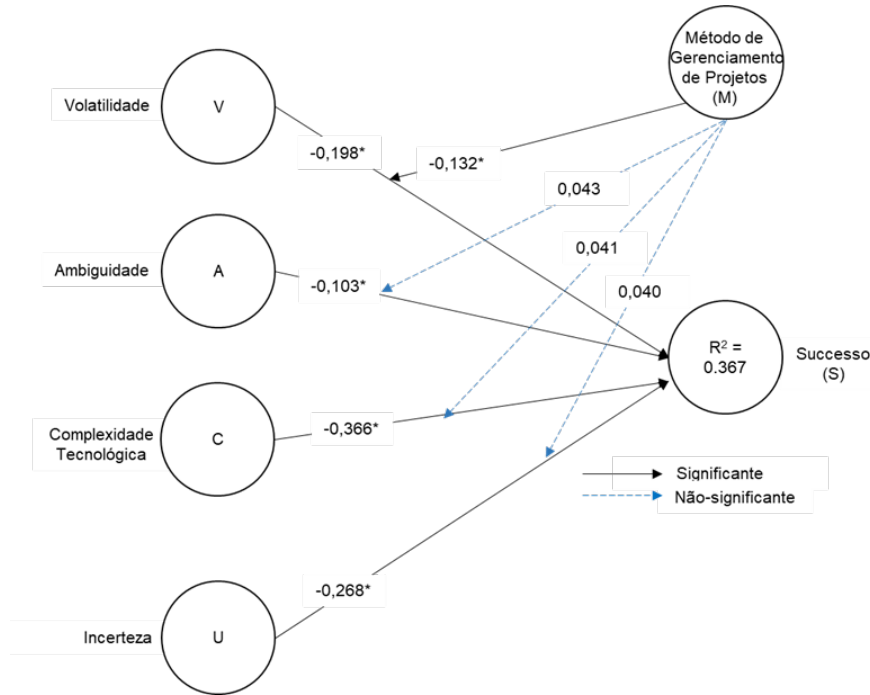 Método de
Gerenciamento
de Projetos
(M)
Volatilidade
V
-0,198*
-0,132*
0,043
Ambiguidade
A
-0,103*
0,041
0,040
R² =
0.367
Successo
(S)
Complexidade
Tecnológica
C
-0,366*
Significante
Não-significante
Incerteza
U
-0,268*